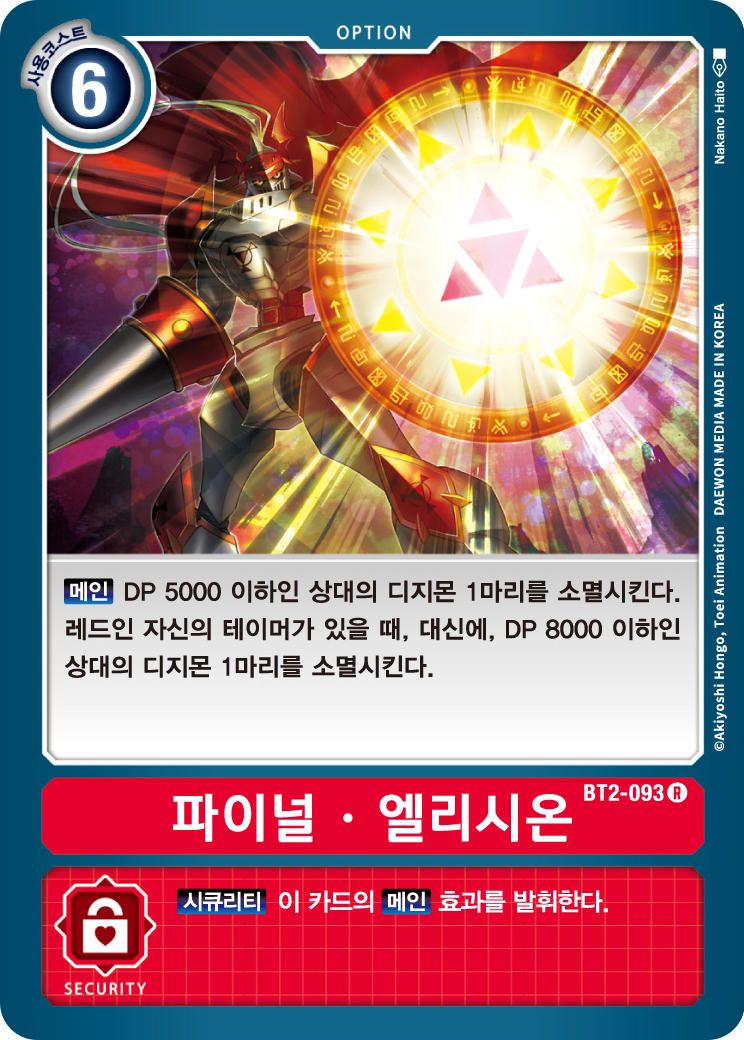 OPTION
사용코스트
6
Nakano Haito
메인 DP 5000 이하인 상대의 디지몬 1마리를 소멸시킨다.
레드인 자신의 테이머가 있을 때, 대신에, DP 8000 이하인
상대의 디지몬 1마리를 소멸시킨다.
©Akiyoshi Hongo, Toei Animation DAEWON MEDIA MADE IN KOREA
BT2-093 R
파이널 · 엘리시온
시큐리티 이 카드의 메인 효과를 발휘한다.
SECURITY